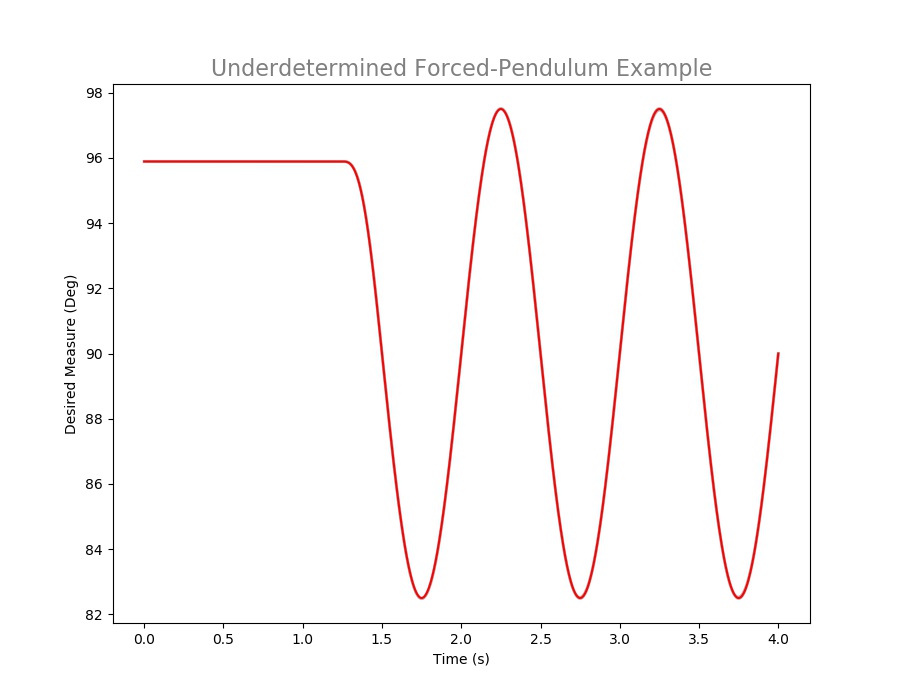 Underdetermined Forced-Pendulum Example
98
96
94
92
90
88
86
84
82
Desired Measure (Deg)
0.0 0.5 1.0 1.5 2.0 2.5 3.0 3.5 4.0
Time (s)